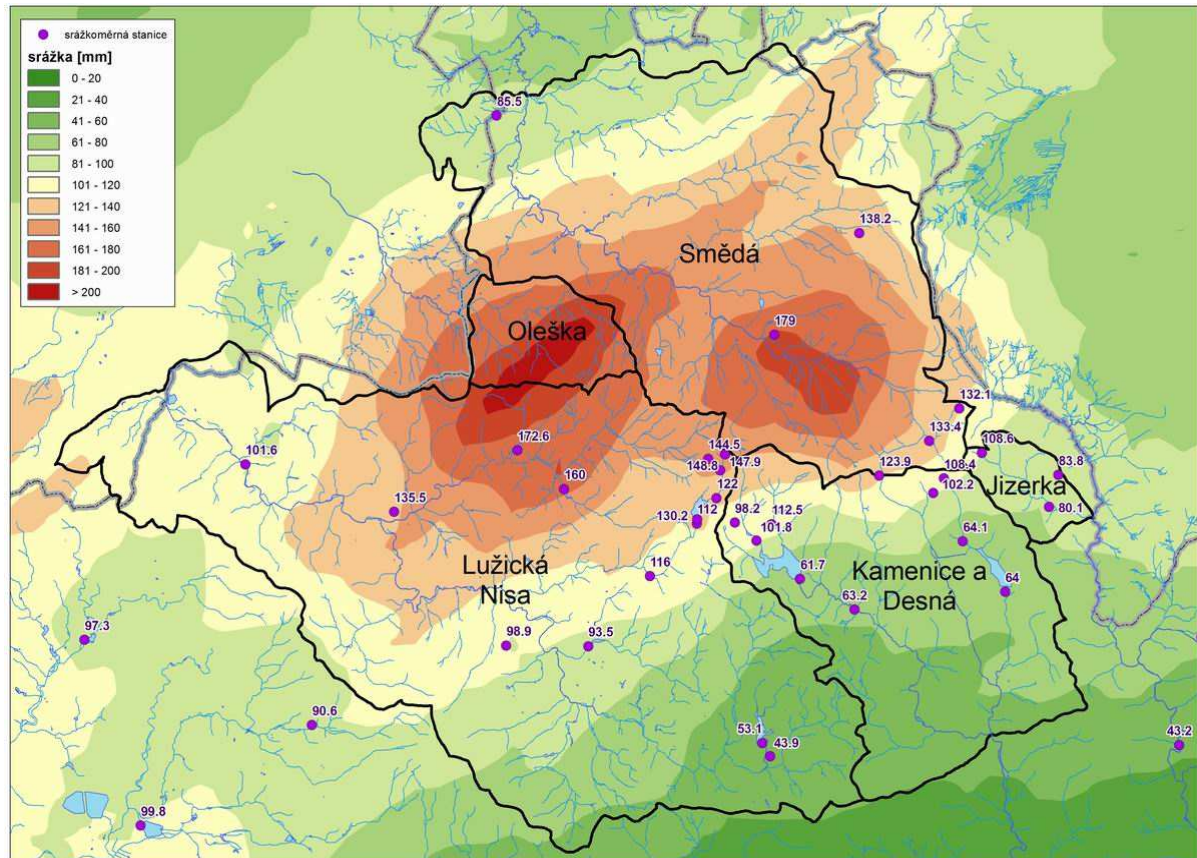 srážkoměrná stanice
srážka [mm]
0 - 20
21 - 40
41 - 60
61 - 80
81 - 100
101 - 120
121 - 140
141 - 160
161 - 180
181 - 200
> 200
85.5
138.2
Smědá
Oleška
179
132.1
133.4
108.6
101.6
172.6
144.5
148.8
147.9
123.9
108.4
83.8
160
122
102.2
Jizerka
135.5
130.2
112
98.2
112.5
80.1
101.8
64.1
116
Lužická
Nisa
61.7
Kamenice a
Desná
64
63.2
97.3
98.9
93.5
90.6
53.1
43.9
43.2
99.8